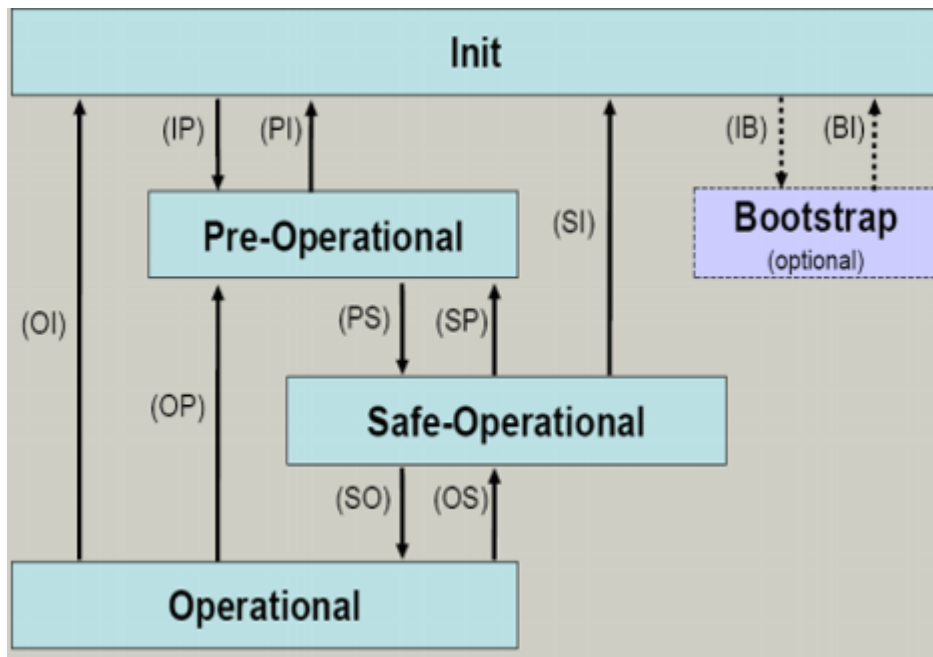 Init
(IP)
(PI)
(IB)
(BI)
Pre-Operational
(SI)
Bootstrap
(optional)
(OI)
(PS)
(SP)
(OP)
Safe-Operational
(SO)
(OS)
Operational